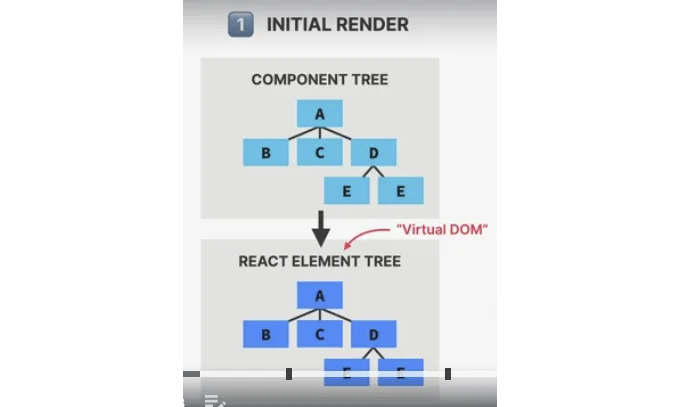 1 INITIAL RENDER
COMPONENT TREE
A
B C D
E E
"Virtual DOM"
REACT ELEMENT TREE
A
B C D
E E